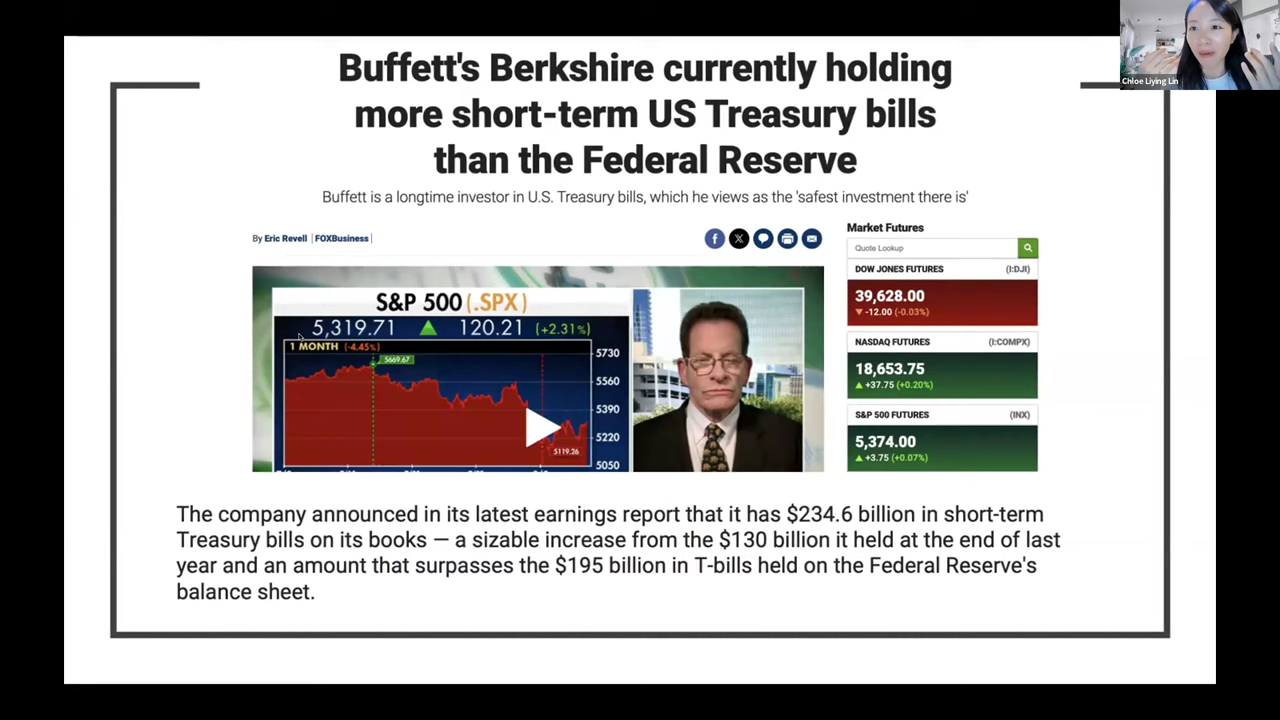 Chloe Liying Lin
Buffett's Berkshire currently holding
more short-term US Treasury bills
than the Federal Reserve
Buffett is a longtime investor in U.S. Treasury bills, which he views as the 'safest investment there is'
By Eric Revell | FOXBusiness |
Market Futures
Quote Lookup
DOW JONES FUTURES (I:DJI)
39,628.00
▼ -12.00 (-0.03%)
NASDAQ FUTURES (I:COMPX)
18,653.75
▲ +37.75 (+0.20%)
S&P 500 FUTURES (INX)
5,374.00
▲ +3.75 (+0.07%)
S&P 500 (.SPX)
5,319.71 ▲ 120.21 (+2.31%)
1 MONTH (-4.45%)
5669.67
5730
5560
5390
5220
5119.26
5050
The company announced in its latest earnings report that it has $234.6 billion in short-term
Treasury bills on its books — a sizable increase from the $130 billion it held at the end of last
year and an amount that surpasses the $195 billion in T-bills held on the Federal Reserve's
balance sheet.